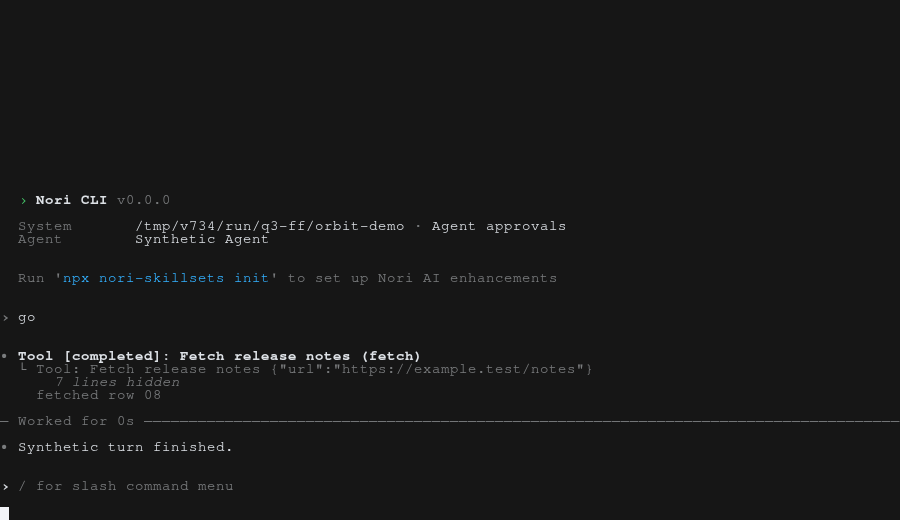 › Nori CLI v0.0.0
System /tmp/v734/run/q3-ff/orbit-demo · Agent approvals
Agent Synthetic Agent
Run 'npx nori-skillsets init' to set up Nori AI enhancements
› go
• Tool [completed]: Fetch release notes (fetch)
└ Tool: Fetch release notes {"url":"https://example.test/notes"}
7 lines hidden
fetched row 08
─ Worked for 0s ─
• Synthetic turn finished.
› / for slash command menu